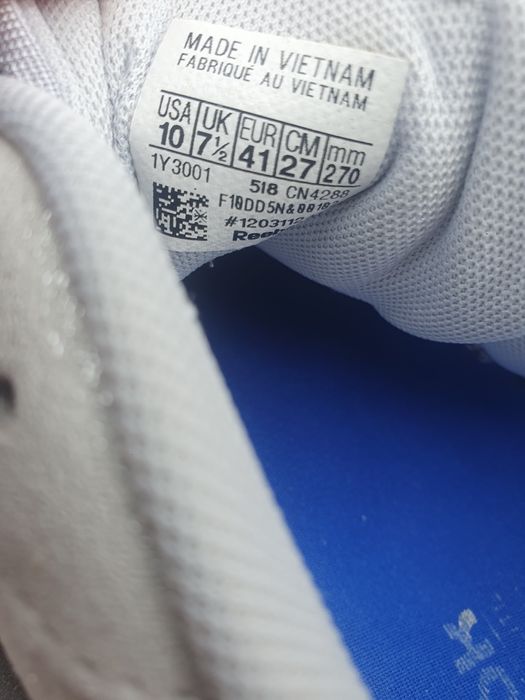 MADE IN VIETNAM
FABRIQUÉ AU VIETNAM
USA UK EUR CM mm
10 7½ 41 27 270
1Y3001
518 CN4288